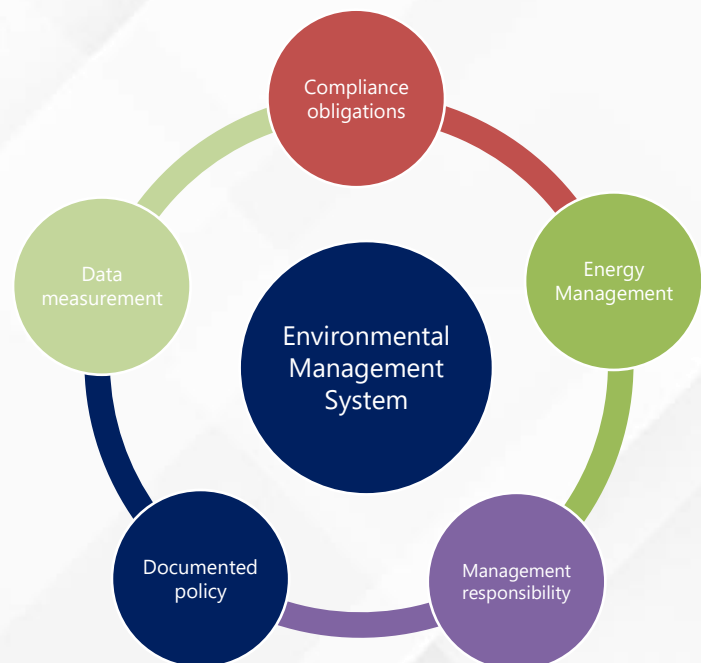 Compliance
obligations
Energy
Management
Data
measurement
Environmental
Management
System
Documented
policy
Management
responsibility